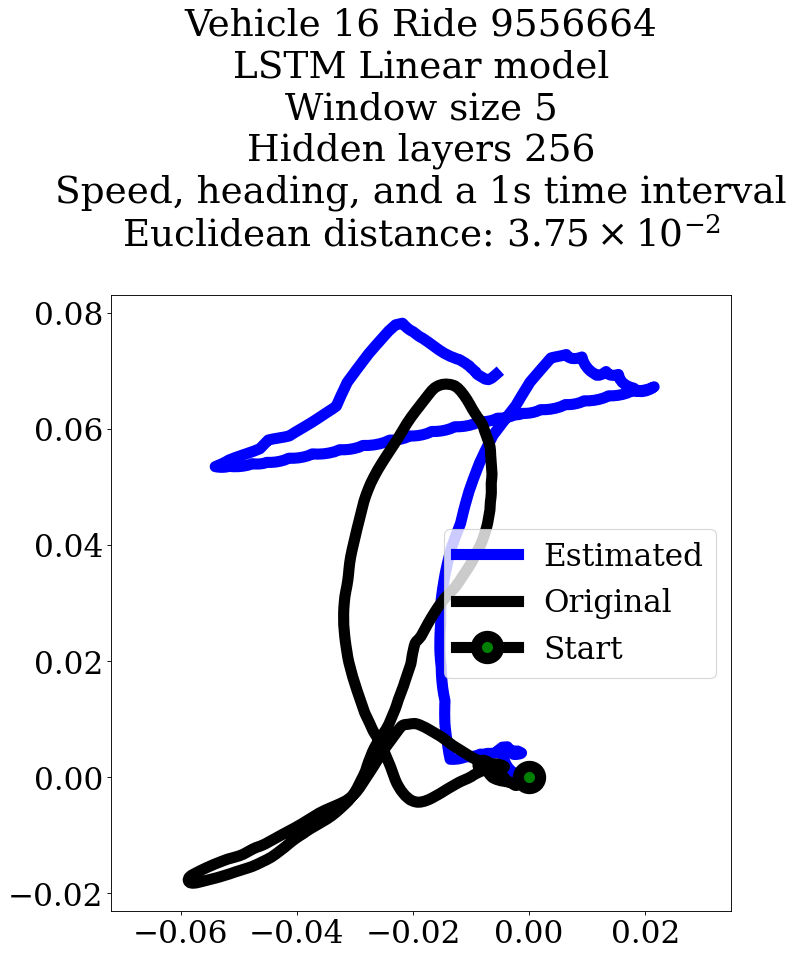 Vehicle 16 Ride 9556664
LSTM Linear model
Window size 5
Hidden layers 256
Speed, heading, and a 1s time interval
Euclidean distance: 3.75 × 10⁻²
0.08
0.06
0.04
0.02
0.00
−0.02
Estimated
Original
Start
−0.06 −0.04 −0.02 0.00 0.02